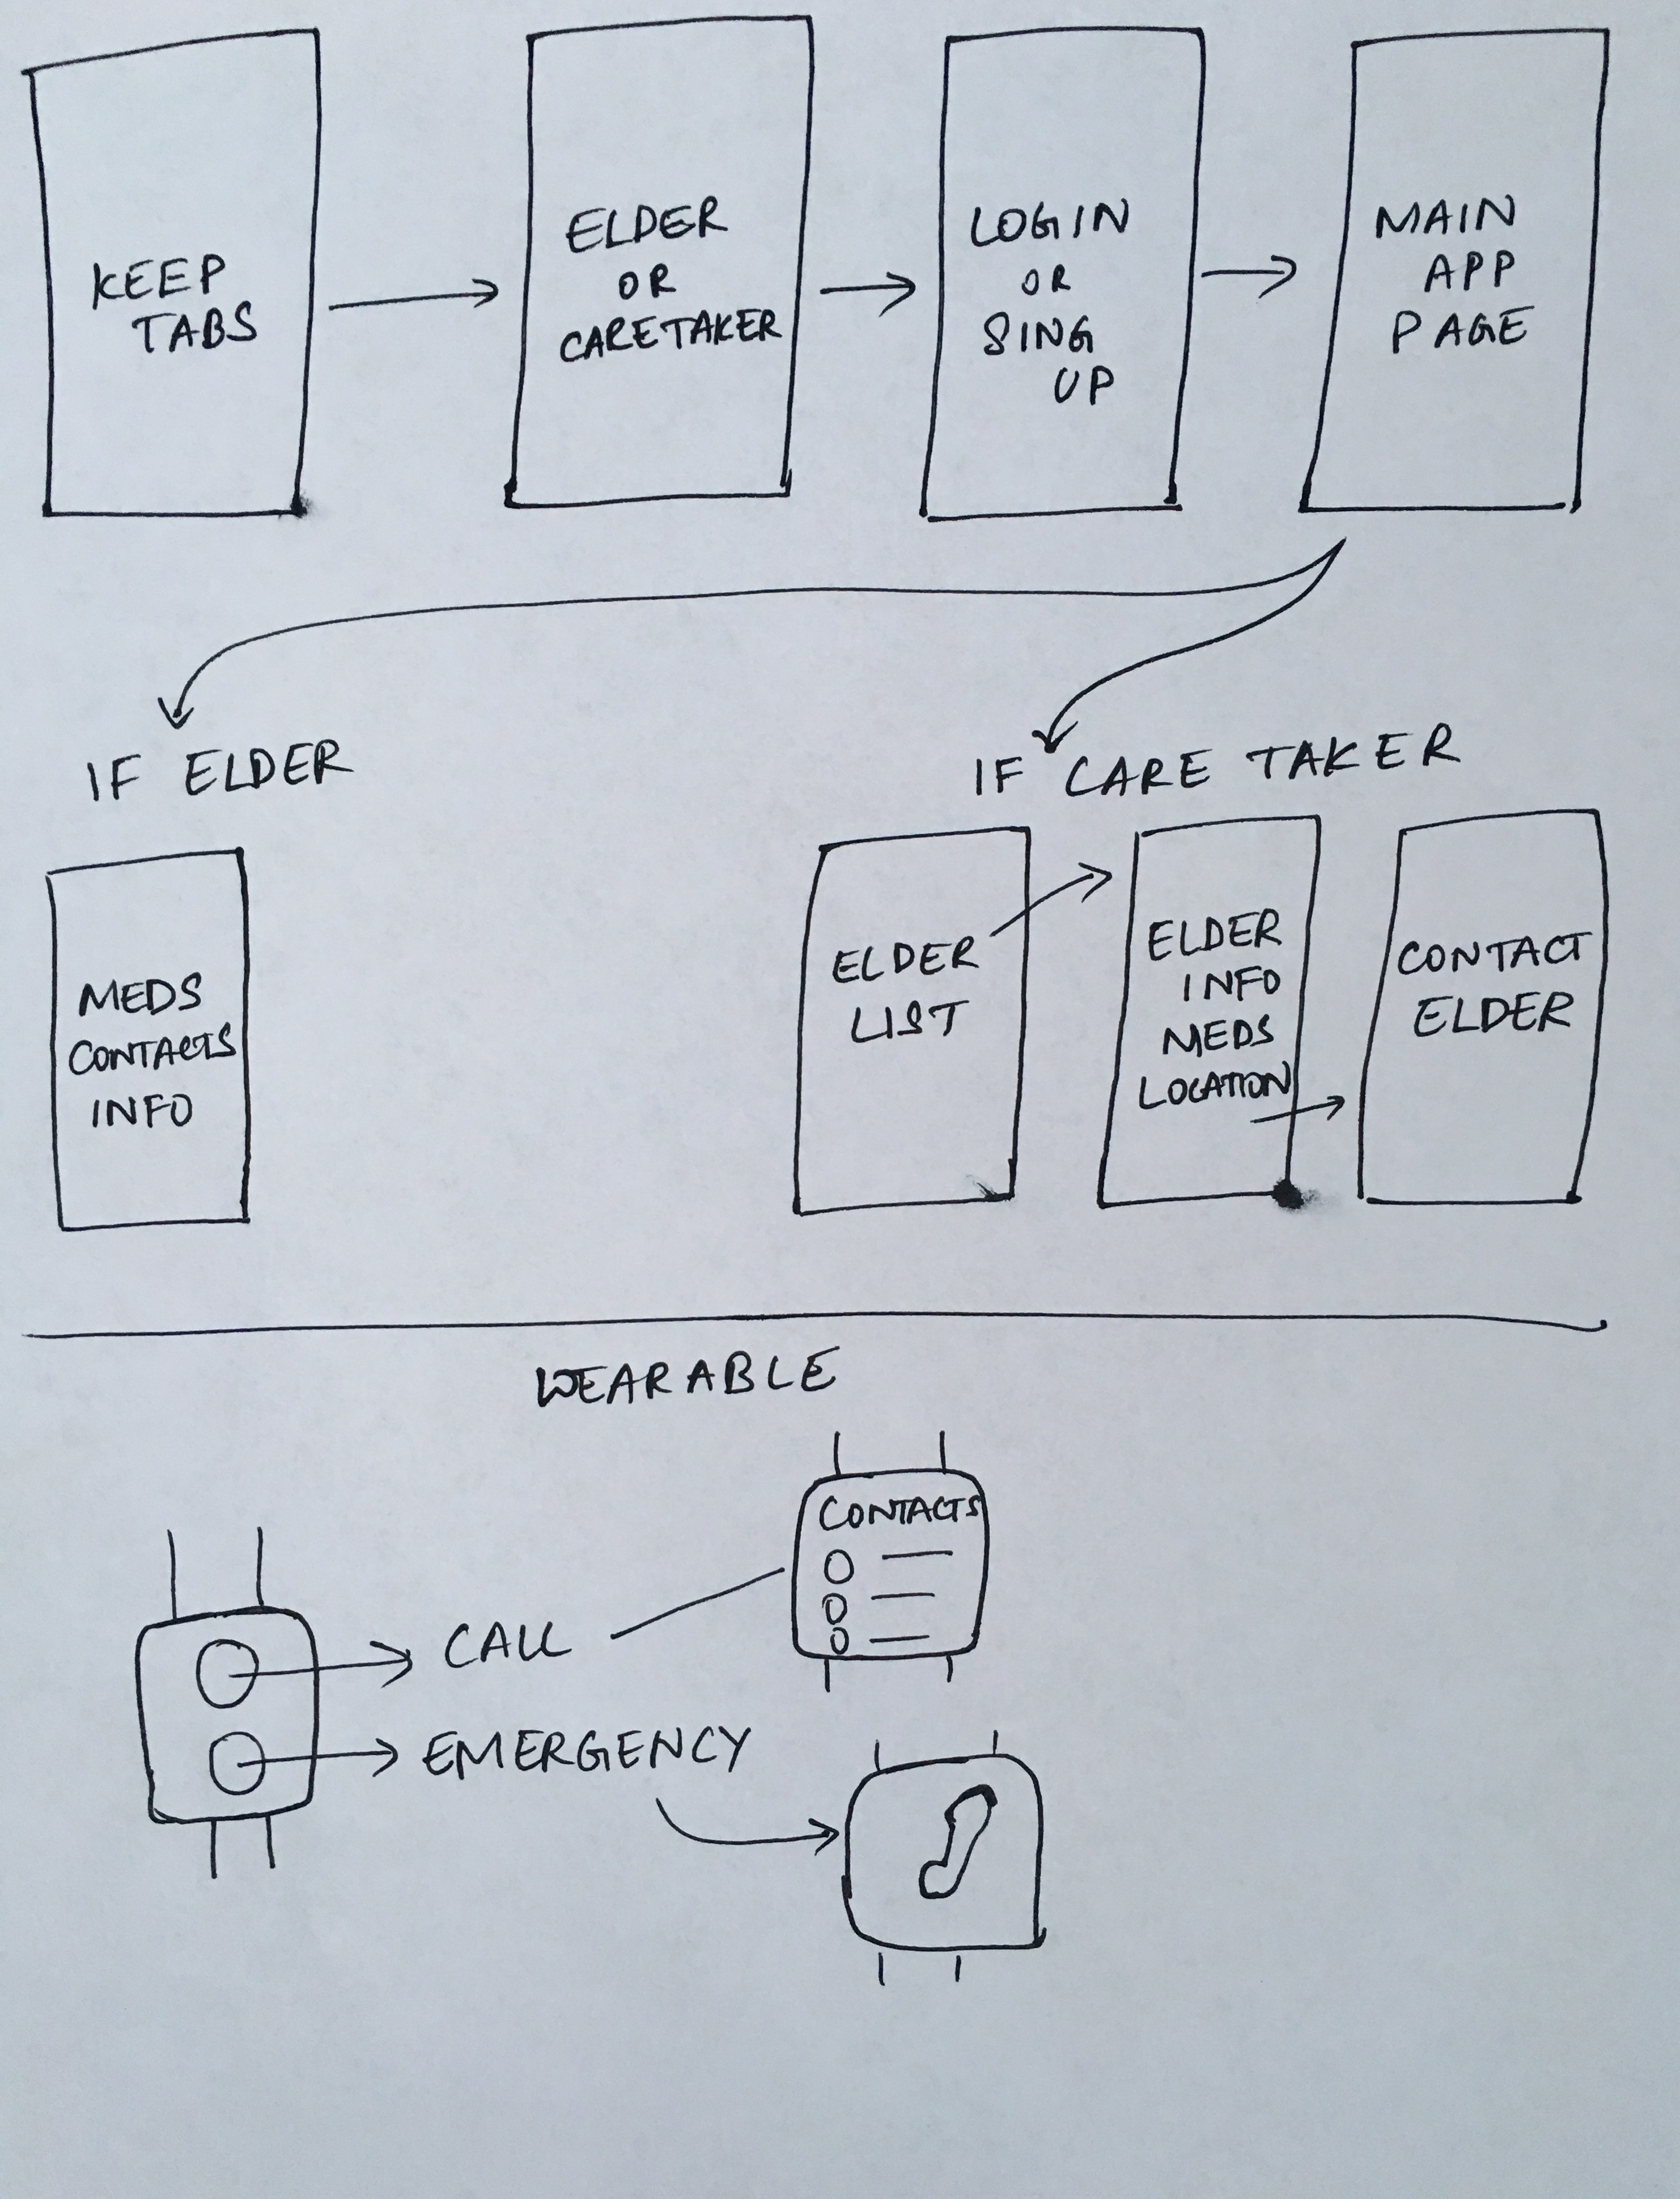 KEEP
TABS
ELDER
OR
CARETAKER
LOGIN
OR
SING
UP
MAIN
APP
PAGE
IF ELDER
IF CARE TAKER
MEDS
CONTACTS
INFO
ELDER
LIST
ELDER
INFO
MEDS
LOCATION
CONTACT
ELDER
WEARABLE
CONTACTS
CALL
EMERGENCY